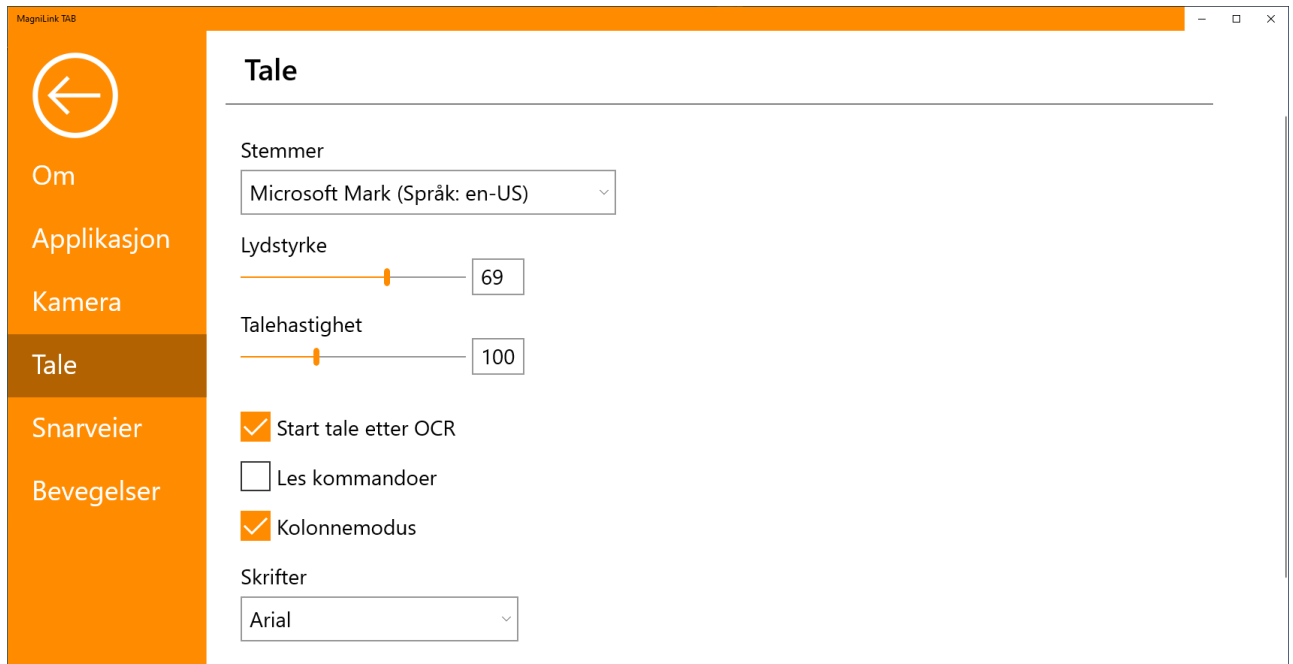 MagniLink TAB
Tale
Om
Applikasjon
Kamera
Tale
Snarveier
Bevegelser
Stemmer
Microsoft Mark (Språk: en-US)
Lydstyrke
69
Talehastighet
100
Start tale etter OCR
Les kommandoer
Kolonnemodus
Skrifter
Arial